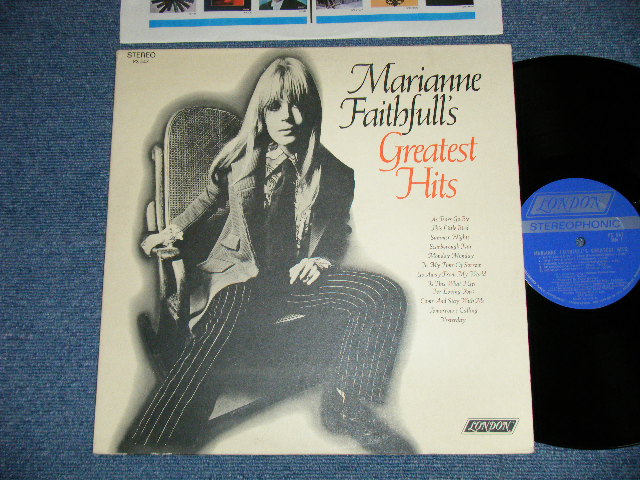 STEREO
Marianne
Faithfull's
Greatest
Hits
As Tears Go By
This Little Bird
Summer Nights
Scarborough Fair
Monday Monday
In My Time Of Sorrow
Go Away From My World
Is This What I Get
For Loving You?
Come And Stay With Me
Tomorrow's Calling
Yesterday
LONDON
LONDON
STEREOPHONIC
MARIANNE FAITHFULL'S GREATEST HITS